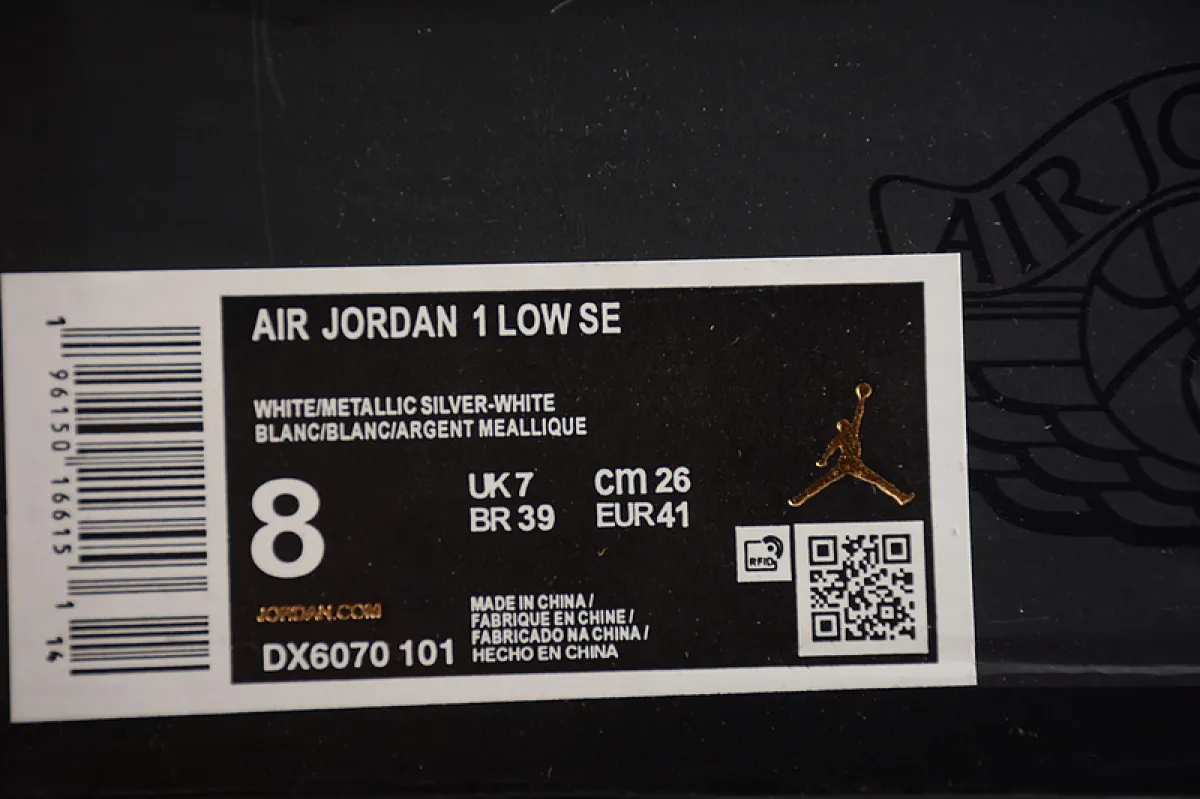 AIR JO
AIR JORDAN 1 LOW SE
WHITE/METALLIC SILVER-WHITE
BLANC/BLANC/ARGENT MEALLIQUE
8
UK 7
cm 26
BR 39
EUR 41
RFID
JORDAN.COM
DX6070 101
MADE IN CHINA /
FABRIQUE EN CHINE /
FABRICADO NA CHINA /
HECHO EN CHINA
1 96150 16615 1 14